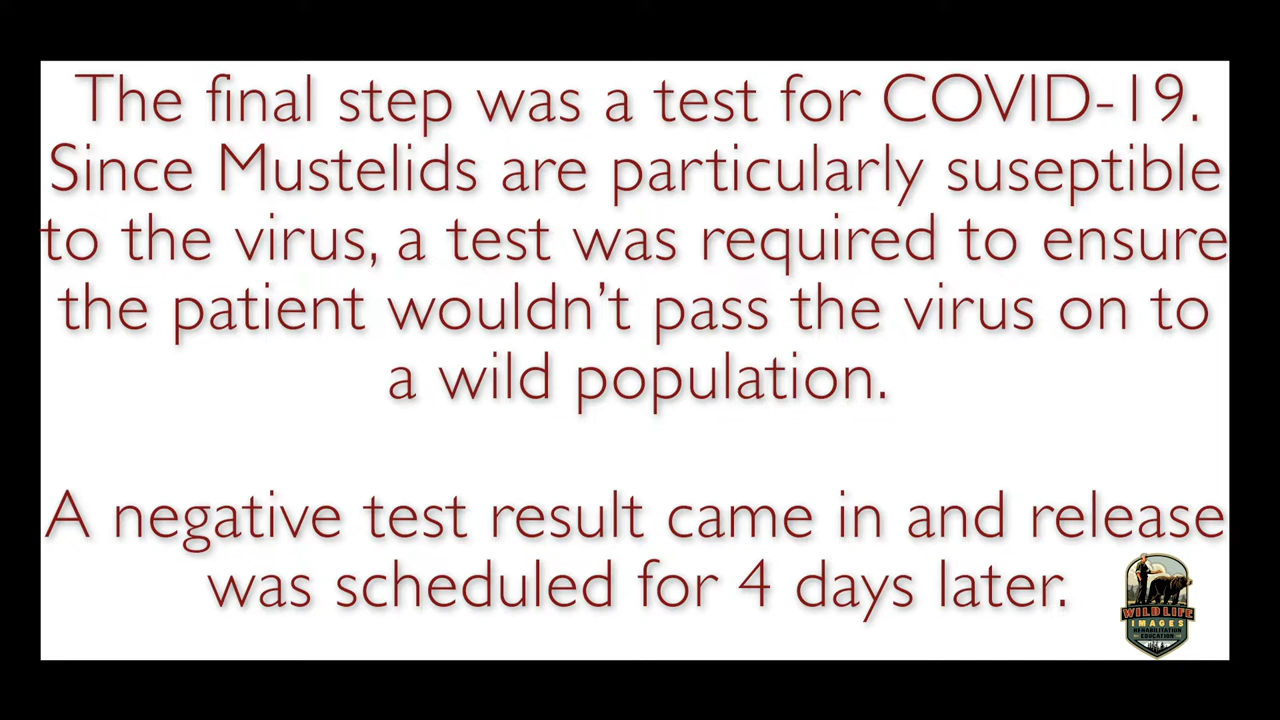 The final step was a test for COVID-19.
Since Mustelids are particularly suseptible
to the virus, a test was required to ensure
the patient wouldn’t pass the virus on to
a wild population.
A negative test result came in and release
was scheduled for 4 days later.
WILDLIFE
IMAGES
REHABILITATION
EDUCATION